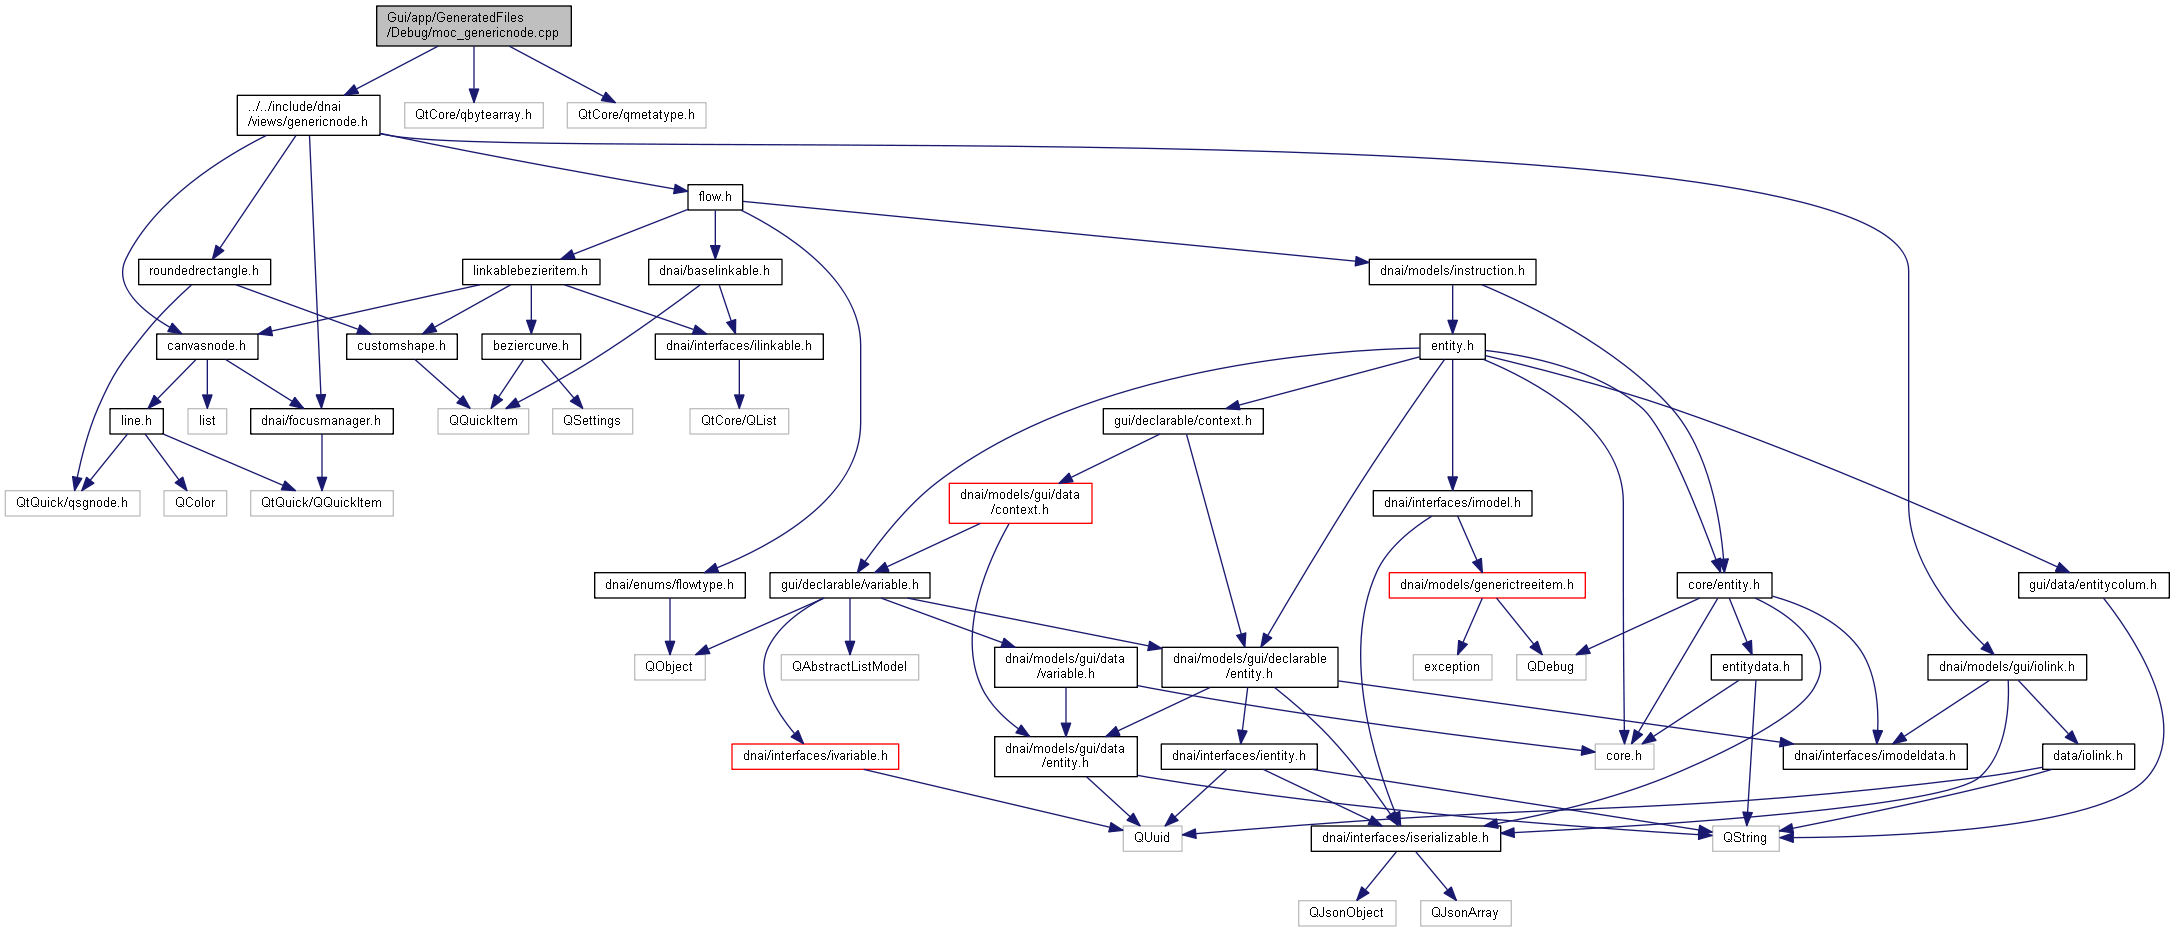 Gui/app/GeneratedFiles
/Debug/moc_genericnode.cpp
../../include/dnai
/views/genericnode.h
QtCore/qbytearray.h
QtCore/qmetatype.h
flow.h
roundedrectangle.h
linkablebezieritem.h
dnai/baselinkable.h
dnai/models/instruction.h
canvasnode.h
customshape.h
beziercurve.h
dnai/interfaces/ilinkable.h
entity.h
line.h
list
dnai/focusmanager.h
QQuickItem
QSettings
QtCore/QList
gui/declarable/context.h
QtQuick/qsgnode.h
QColor
QtQuick/QQuickItem
dnai/models/gui/data
/context.h
dnai/interfaces/imodel.h
dnai/enums/flowtype.h
gui/declarable/variable.h
dnai/models/generictreeitem.h
core/entity.h
gui/data/entitycolum.h
QObject
QAbstractListModel
dnai/models/gui/data
/variable.h
dnai/models/gui/declarable
/entity.h
exception
QDebug
entitydata.h
dnai/models/gui/iolink.h
dnai/interfaces/ivariable.h
dnai/models/gui/data
/entity.h
dnai/interfaces/ientity.h
core.h
dnai/interfaces/imodeldata.h
data/iolink.h
QUuid
dnai/interfaces/iserializable.h
QString
QJsonObject
QJsonArray